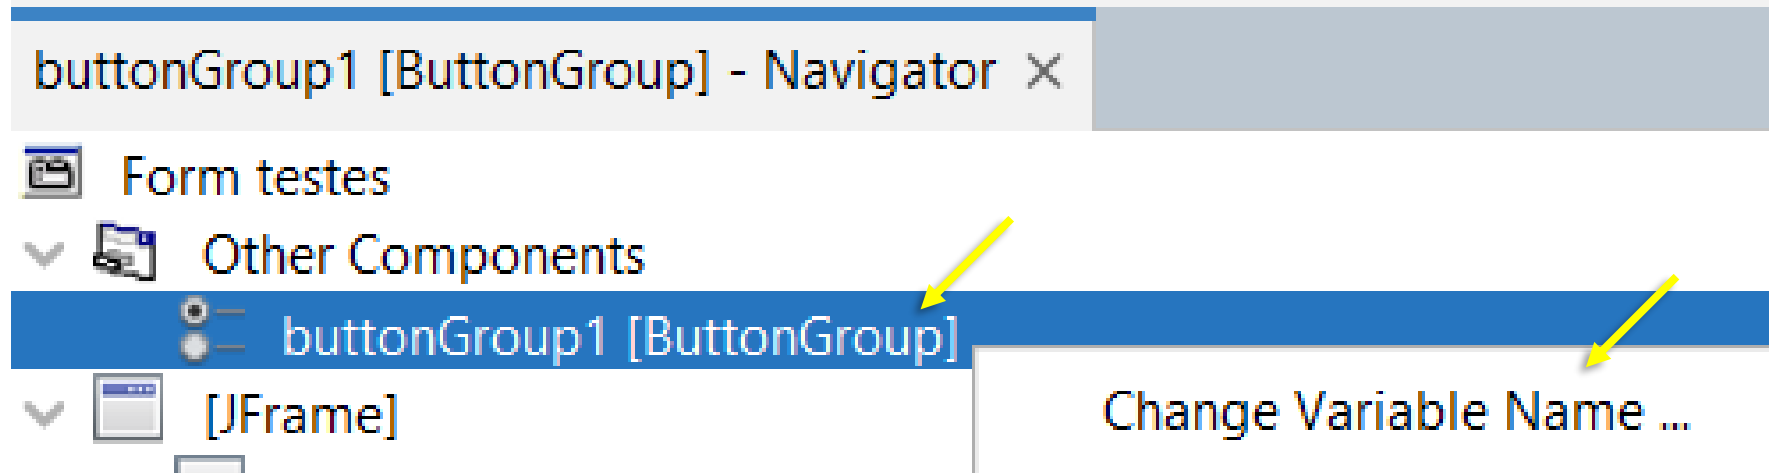 buttonGroup1 [ButtonGroup] - Navigator ×
Form testes
Other Components
buttonGroup1 [ButtonGroup]
[JFrame]
Change Variable Name ...